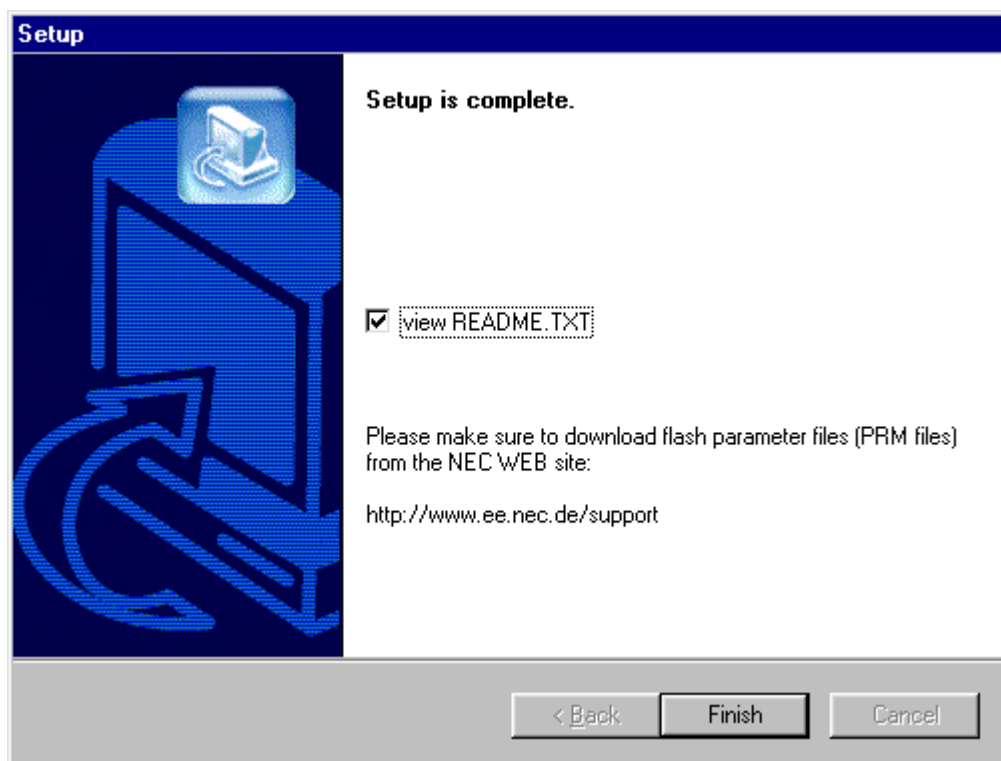 Setup
Setup is complete.
view README.TXT
Please make sure to download flash parameter files (PRM files)
from the NEC WEB site:
http://www.ee.nec.de/support
< Back
Finish
Cancel